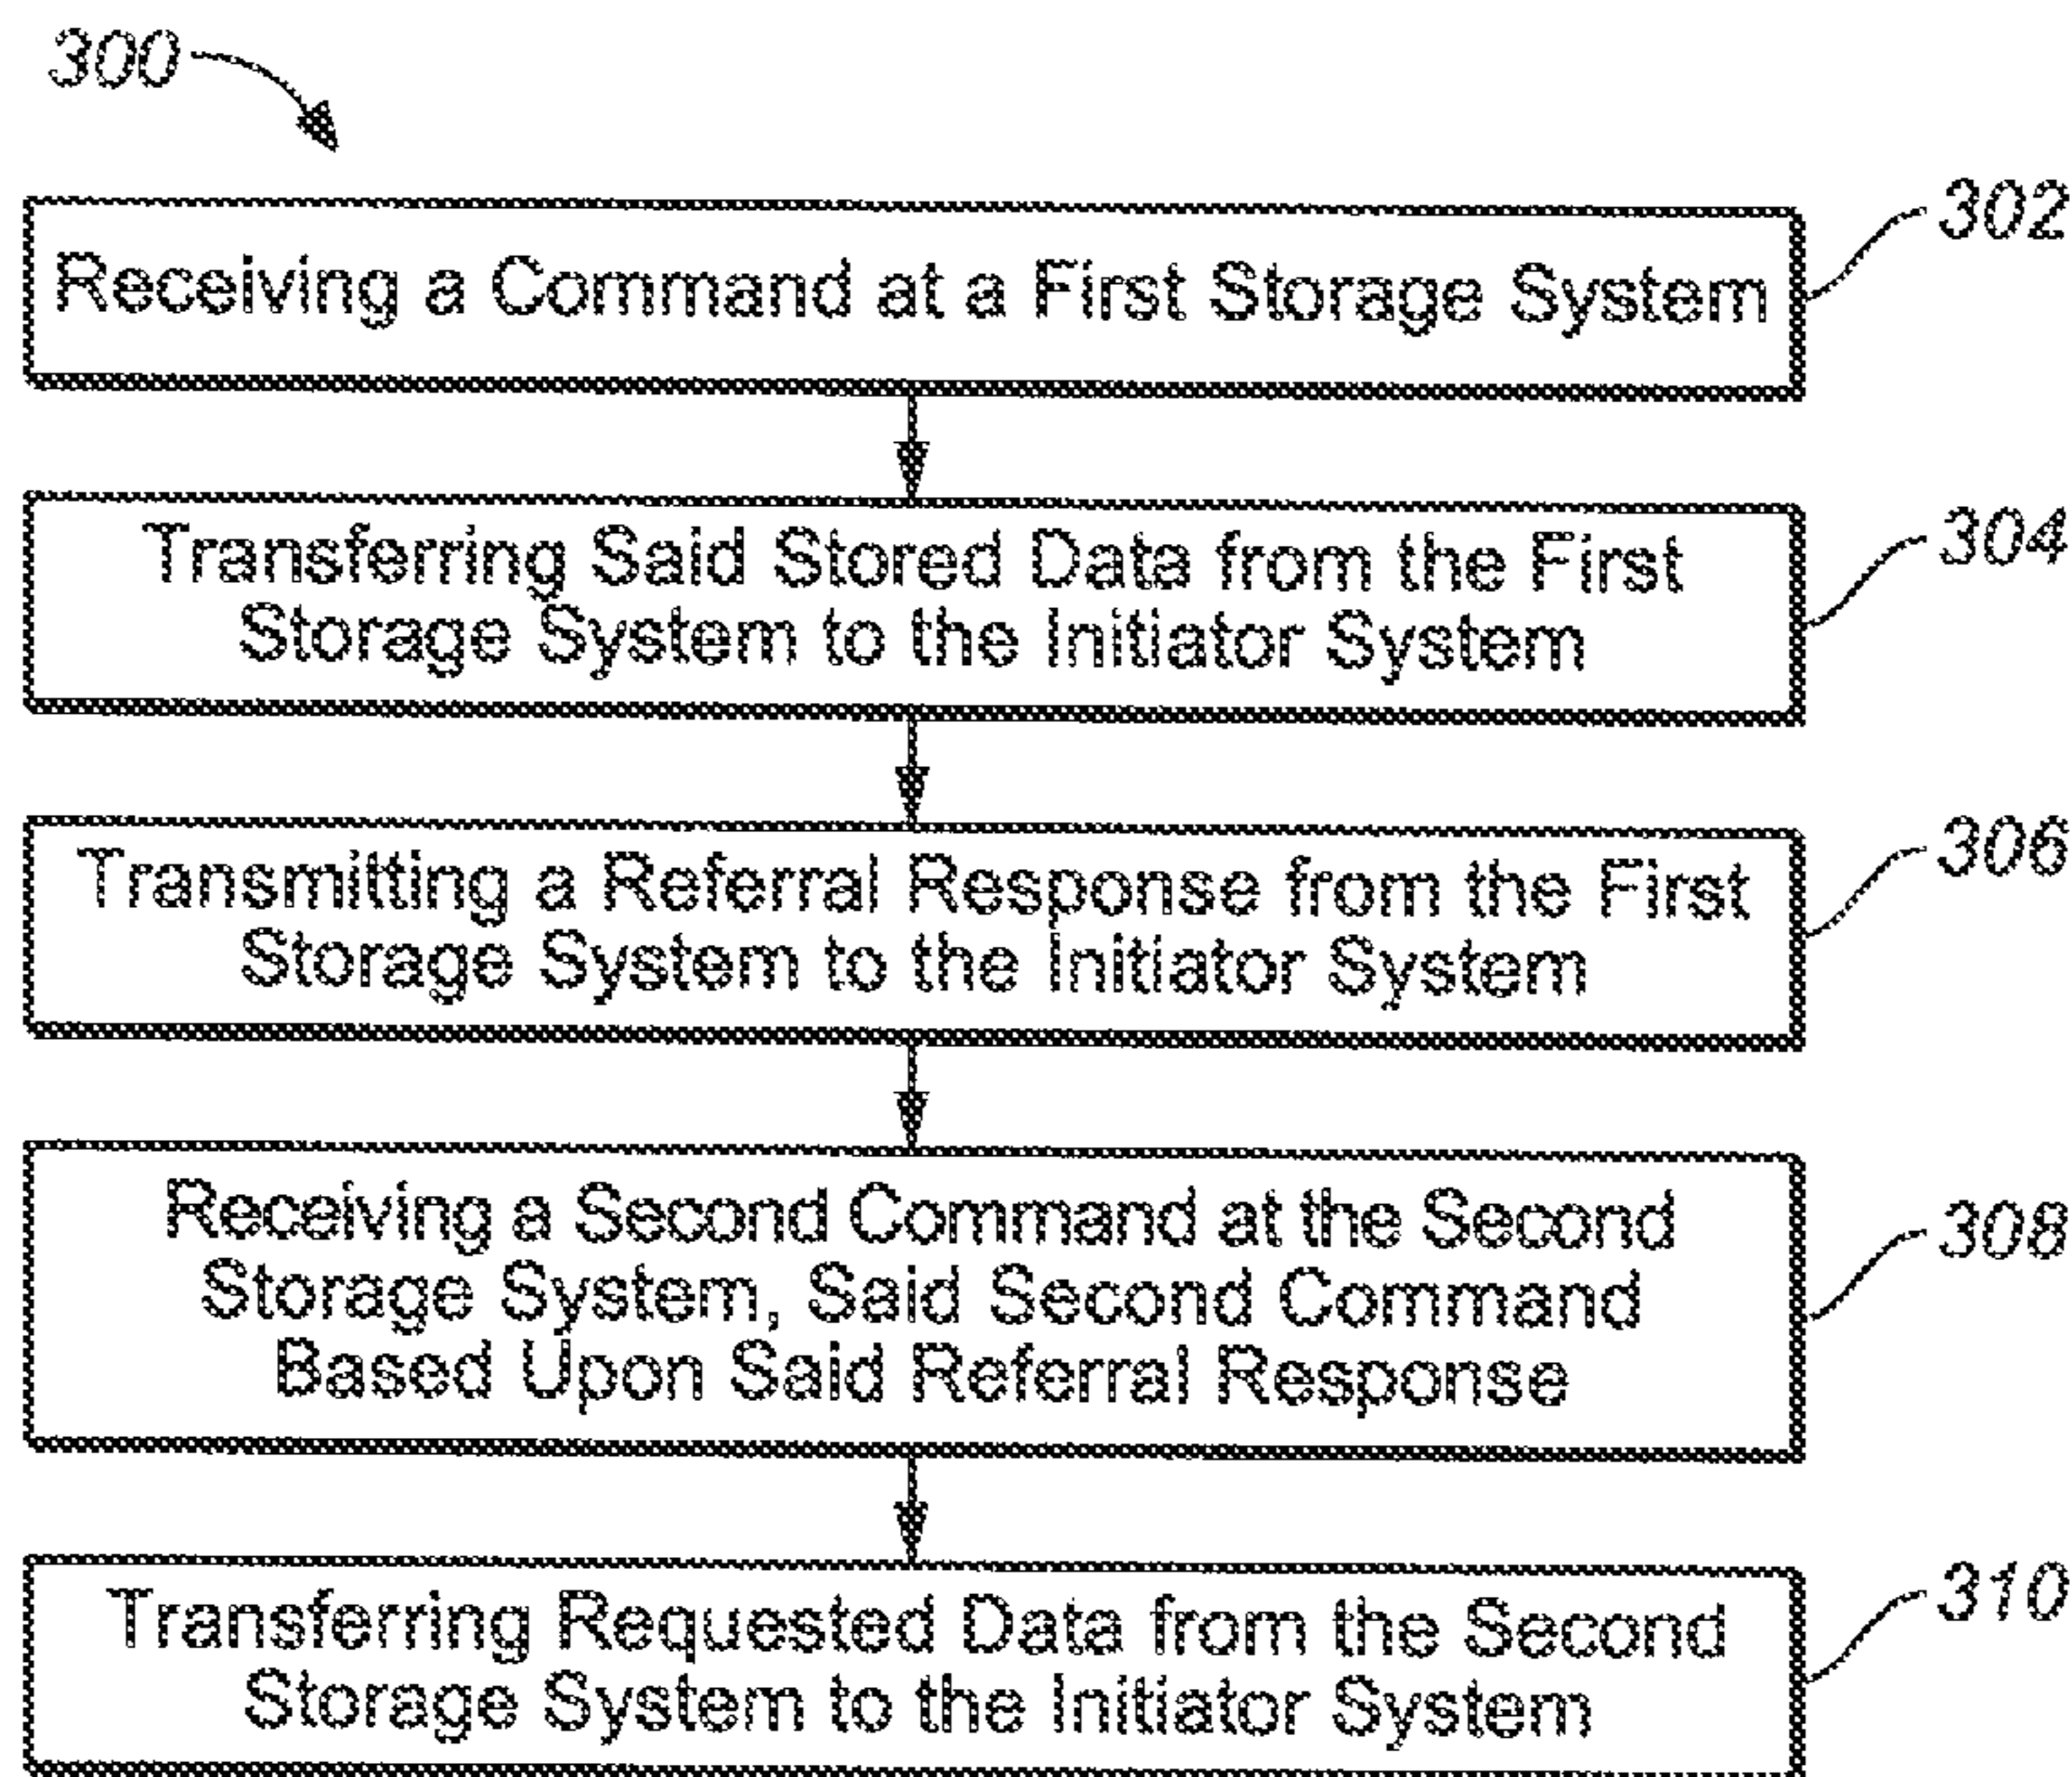 300
302
Receiving a Command at a First Storage System
304
Transferring Said Stored Data from the First
Storage System to the Initiator System
306
Transmitting a Referral Response from the First
Storage System to the Initiator System
308
Receiving a Second Command at the Second
Storage System, Said Second Command
Based Upon Said Referral Response
310
Transferring Requested Data from the Second
Storage System to the Initiator System